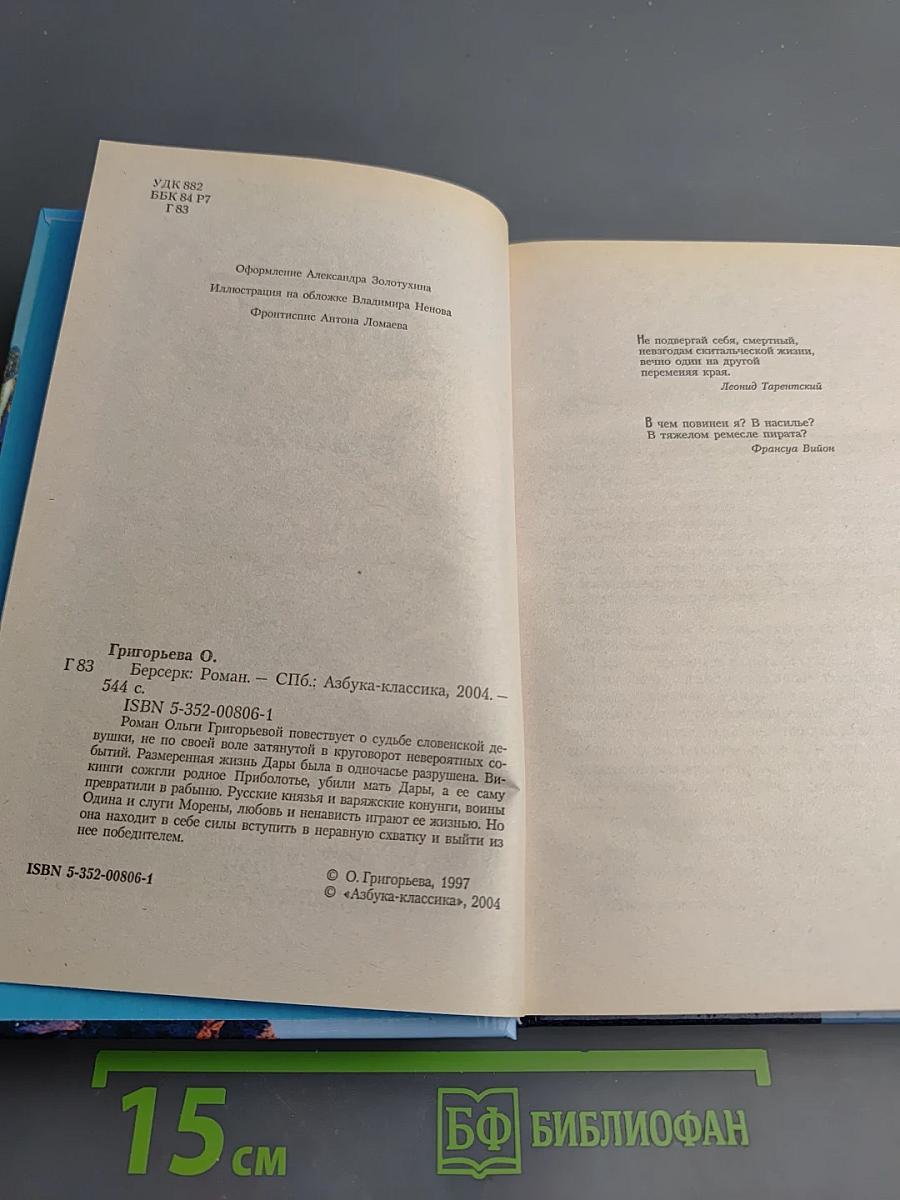 УДК 882
ББК 84 Р7
Г 83
Оформление Александра Золотухина
Иллюстрация на обложке Владимира Ненова
Фронтиспис Антона Ломаева
Григорьева О.
Г 83 Берсерк: Роман. — СПб.: Азбука-классика, 2004. —
544 с.
ISBN 5-352-00806-1
Роман Ольги Григорьевой повествует о судьбе словенской де-
вушки, не по своей воле затянутой в круговорот невероятных со-
бытий. Размеренная жизнь Дары была в одночасье разрушена. Ви-
кинги сожгли родное Приболотье, убили мать Дары, а ее саму
превратили в рабыню. Русские князья и варяжские конунги, воины
Одина и слуги Морены, любовь и ненависть играют ее жизнью. Но
она находит в себе силы вступить в неравную схватку и выйти из
нее победителем.
ISBN 5-352-00806-1
© О. Григорьева, 1997
© «Азбука-классика», 2004
Не подвергай себя, смертный,
невзгодам скитальческой жизни,
вечно один на другой
переменяя края.
Леонид Тарентский
В чем повинен я? В насилье?
В тяжелом ремесле пирата?
Франсуа Вийон
15 см
БФ БИБЛИОФАН